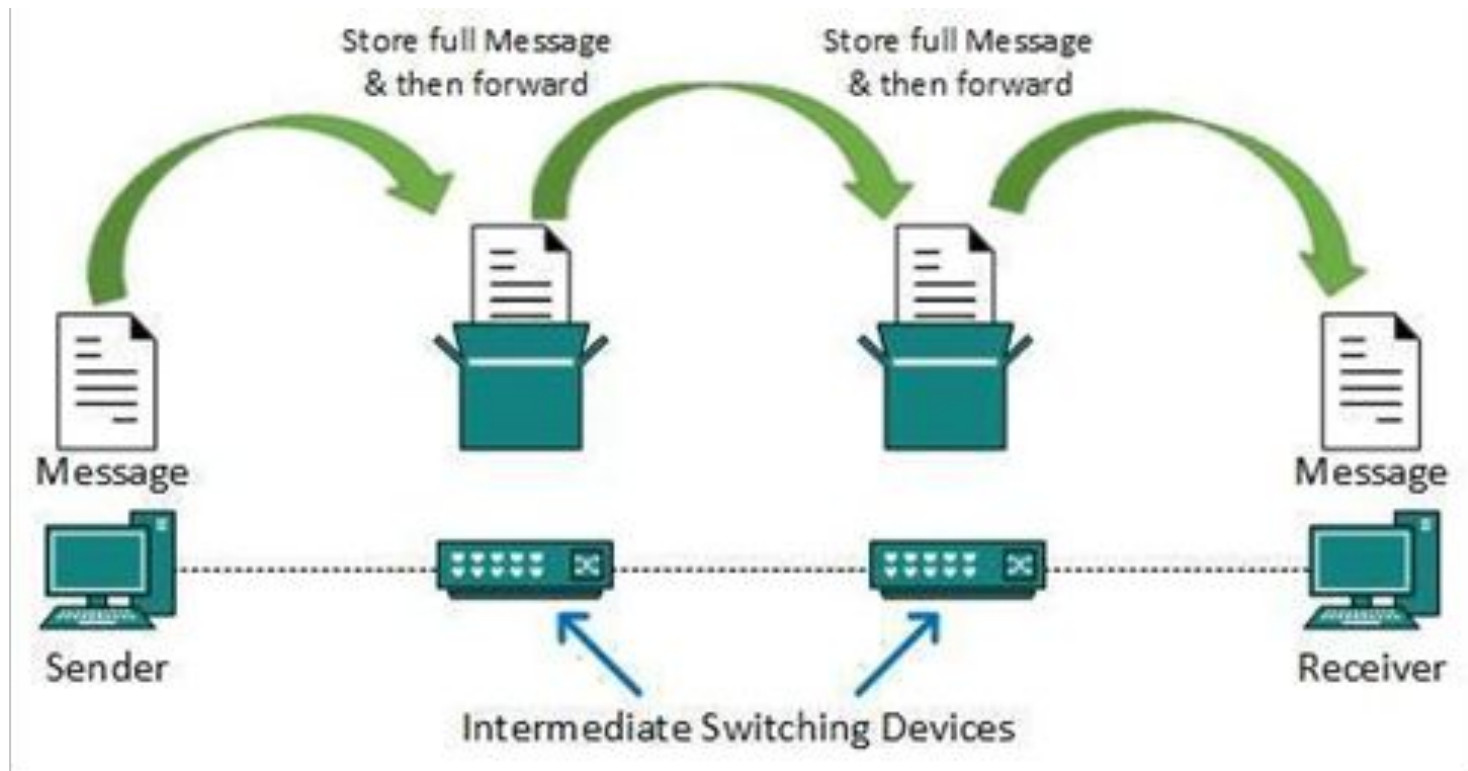 Store full Message
& then forward
Store full Message
& then forward
Message
Message
Sender
Receiver
Intermediate Switching Devices